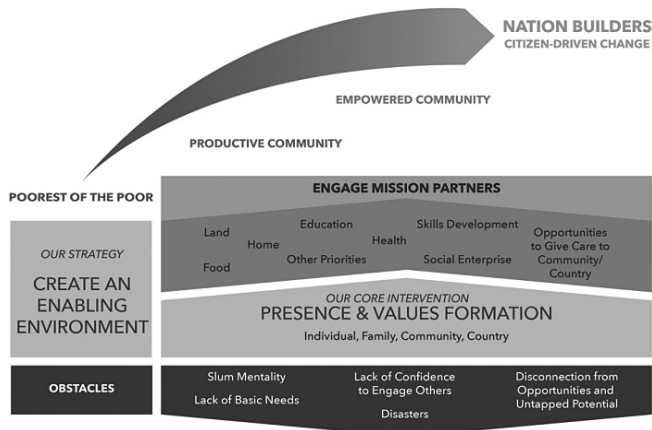 NATION BUILDERS
CITIZEN-DRIVEN CHANGE
EMPOWERED COMMUNITY
PRODUCTIVE COMMUNITY
POOREST OF THE POOR
ENGAGE MISSION PARTNERS
Land
Food
Home
Education
Other Priorities
Health
Skills Development
Social Enterprise
Opportunities
to Give Care to
Community/
Country
OUR STRATEGY
CREATE AN
ENABLING
ENVIRONMENT
OUR CORE INTERVENTION
PRESENCE & VALUES FORMATION
Individual, Family, Community, Country
OBSTACLES
Slum Mentality
Lack of Basic Needs
Lack of Confidence
to Engage Others
Disasters
Disconnection from
Opportunities and
Untapped Potential